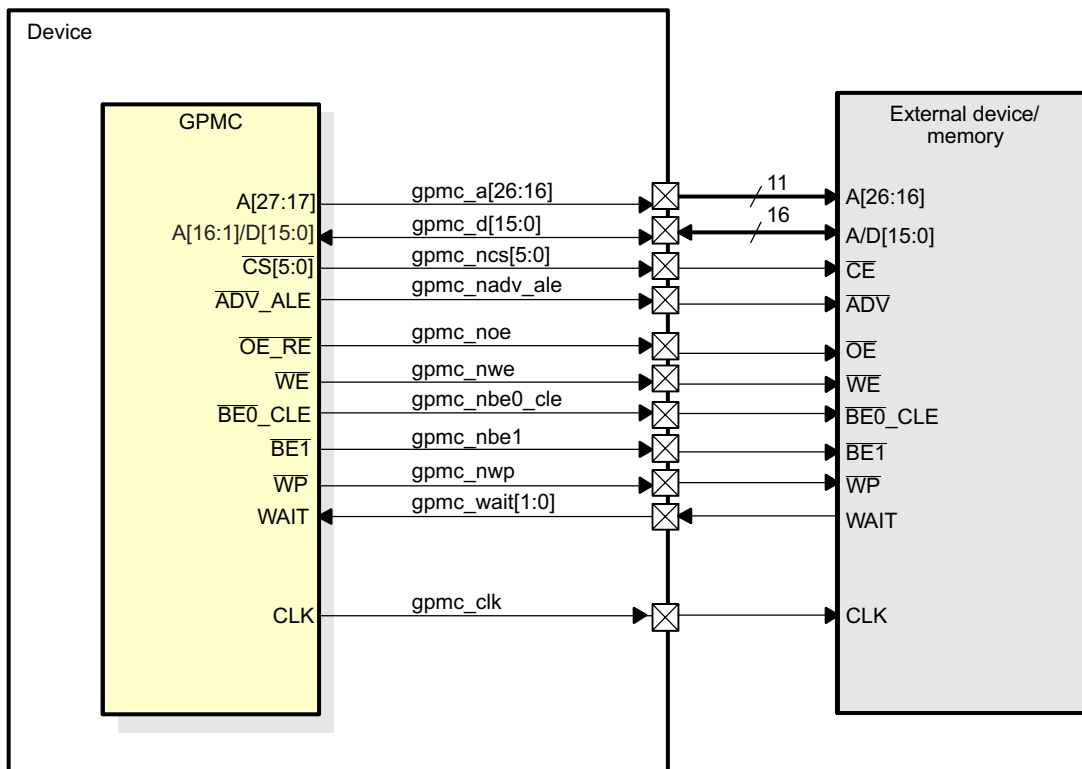 Device
GPMC
External device/
memory
A[27:17] gpmc_a[26:16] 11 A[26:16]
A[16:1]/D[15:0] gpmc_d[15:0] 16 A/D[15:0]
CS[5:0] gpmc_ncs[5:0] CE
ADV_ALE gpmc_nadv_ale ADV
OE_RE gpmc_noe OE
WE gpmc_nwe WE
BE0_CLE gpmc_nbe0_cle BE0_CLE
BE1 gpmc_nbe1 BE1
WP gpmc_nwp WP
WAIT gpmc_wait[1:0] WAIT
CLK gpmc_clk CLK